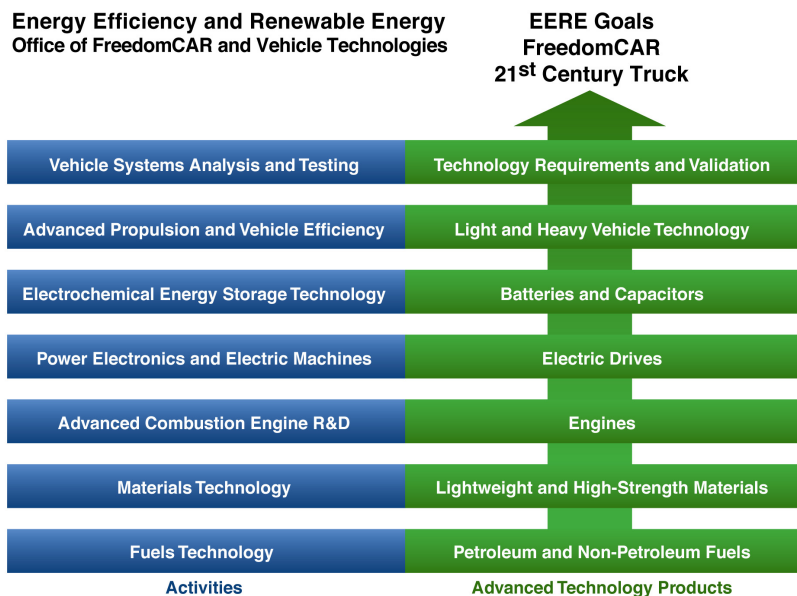 Energy Efficiency and Renewable Energy
Office of FreedomCAR and Vehicle Technologies
EERE Goals
FreedomCAR
21st Century Truck
Vehicle Systems Analysis and Testing
Technology Requirements and Validation
Advanced Propulsion and Vehicle Efficiency
Light and Heavy Vehicle Technology
Electrochemical Energy Storage Technology
Batteries and Capacitors
Power Electronics and Electric Machines
Electric Drives
Advanced Combustion Engine R&D
Engines
Materials Technology
Lightweight and High-Strength Materials
Fuels Technology
Petroleum and Non-Petroleum Fuels
Activities
Advanced Technology Products